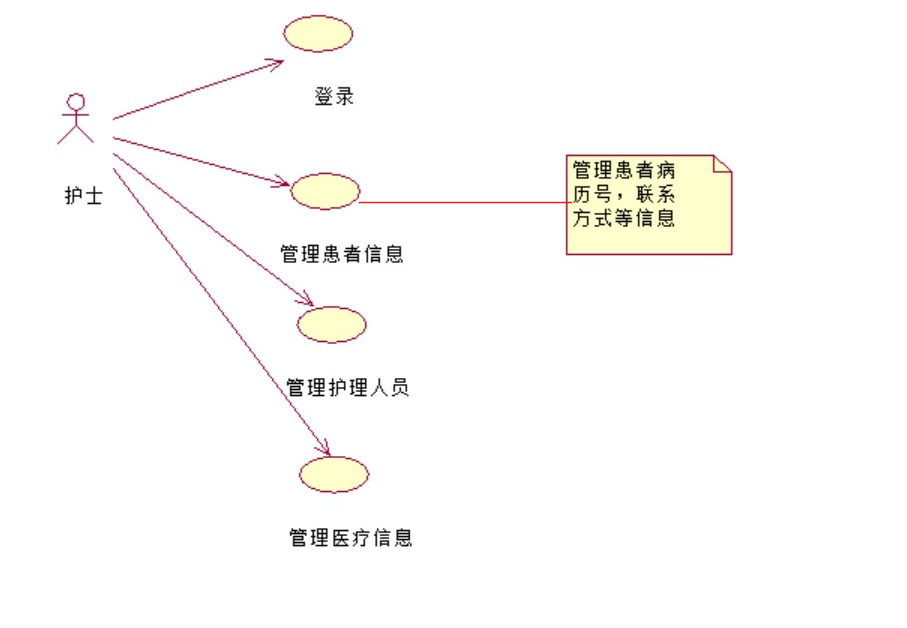 登录
护士
管理患者病
历号，联系
方式等信息
管理患者信息
管理护理人员
管理医疗信息